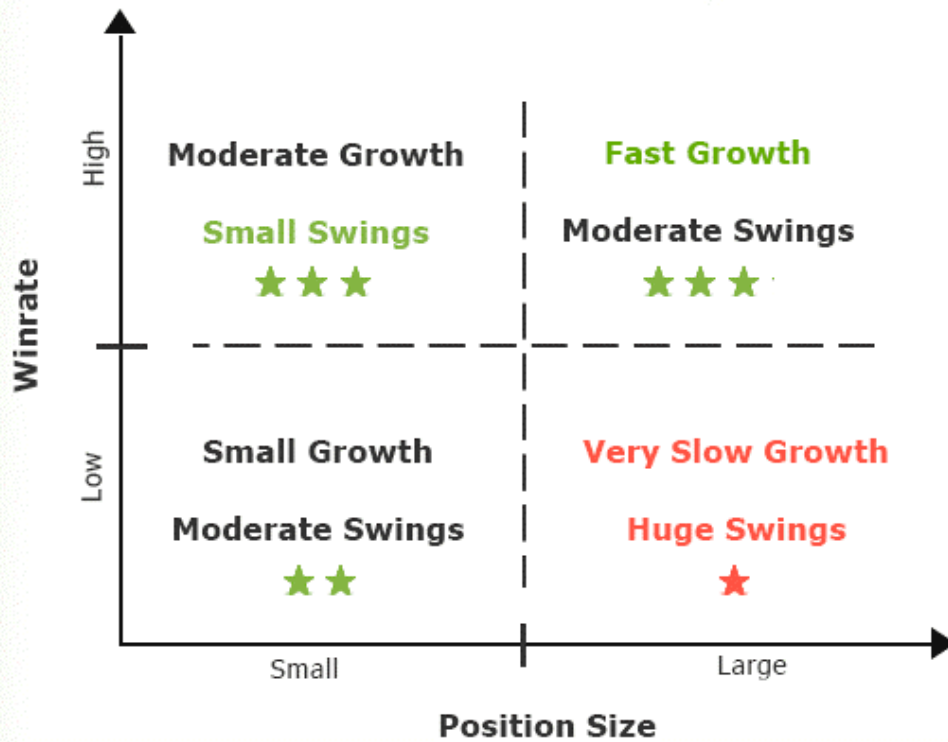 High
Moderate Growth
Fast Growth
Small Swings
Moderate Swings
Winrate
Low
Small Growth
Very Slow Growth
Moderate Swings
Huge Swings
Small
Large
Position Size